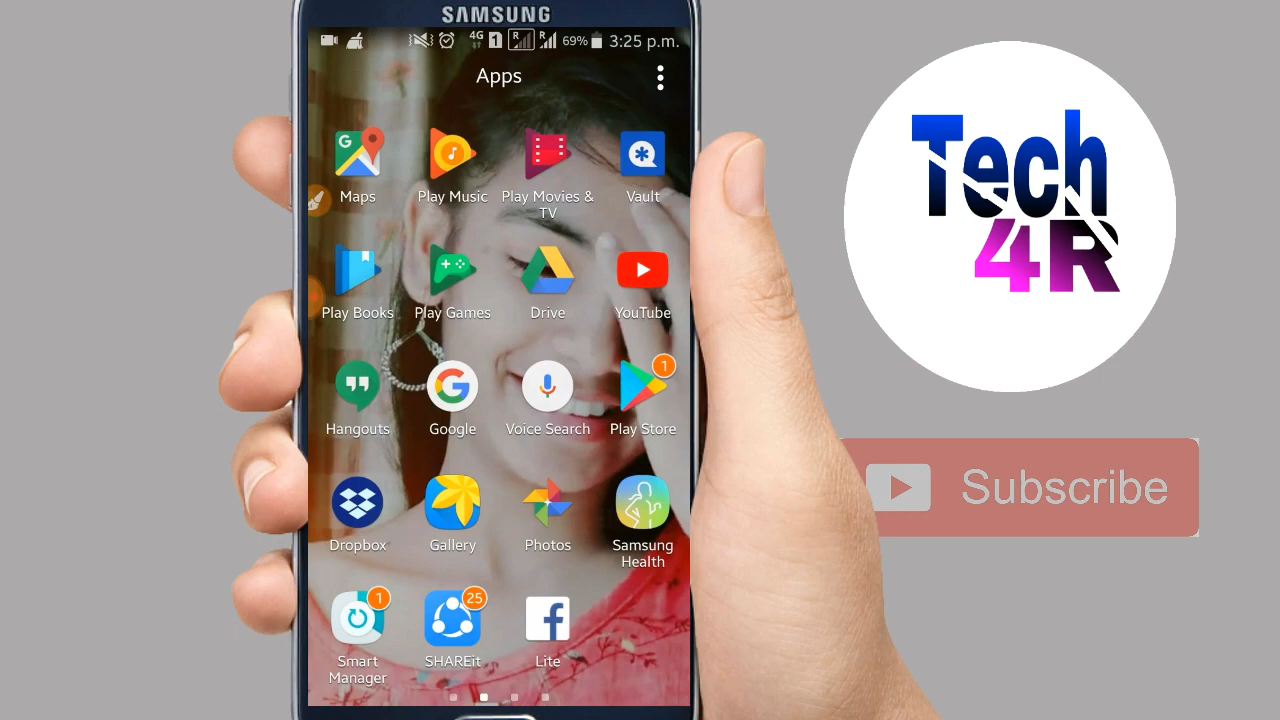 SAMSUNG
4G 1 R R 69% 3:25 p.m.
Apps
G
Maps
Play Music
Play Movies &
TV
Vault
Play Books
Play Games
Drive
YouTube
1
G
Hangouts
Google
Voice Search
Play Store
Dropbox
Gallery
Photos
Samsung
Health
1
25
f
Smart
Manager
SHAREit
Lite
Tech
4R
Subscribe